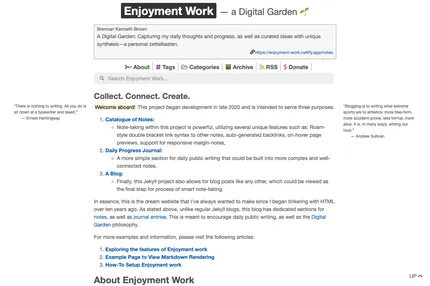 Enjoyment Work — a Digital Garden
Brennan Kenneth Brown
A Digital Garden: Capturing my daily thoughts and progress, as well as curated ideas with unique
synthesis—a personal zettelkasten.
https://enjoyment-work.netlify.app/notes
About | # Tags | Categories | Archive | RSS | $ Donate
Search Enjoyment Work...
Collect. Connect. Create.
Welcome aboard! This project began development in late 2020 and is intended to serve three purposes:
"There is nothing to writing. All you do is
sit down at a typewriter and bleed."
— Ernest Hemingway
"Blogging is to writing what extreme
sports are to athletics: more free-form,
more accident-prone, less formal, more
alive. It is, in many ways, writing out
loud."
— Andrew Sullivan
1. Catalogue of Notes:
Note-taking within this project is powerful, utilizing several unique features such as: Roam-
style double bracket link syntax to other notes, auto-generated backlinks, on-hover page
previews, support for responsive margin-notes,
2. Daily Progress Journal:
A more simple section for daily public writing that could be built into more complex and well-
connected notes.
3. A Blog:
Finally, this Jekyll project also allows for blog posts like any other, which could be viewed as
the final step for process of smart note-taking.
In essence, this is the dream website that I've always wanted to make since I began tinkering with HTML
over ten years ago. As stated above, unlike regular Jekyll blogs, this blog has dedicated sections for
notes, as well as journal entries. This is meant to encourage daily public writing, as well as the Digital
Garden philosophy.
For more examples and information, please visit the following articles:
1. Exploring the features of Enjoyment work
2. Example Page to View Markdown Rendering
3. How-To Setup Enjoyment work
About Enjoyment Work
UP